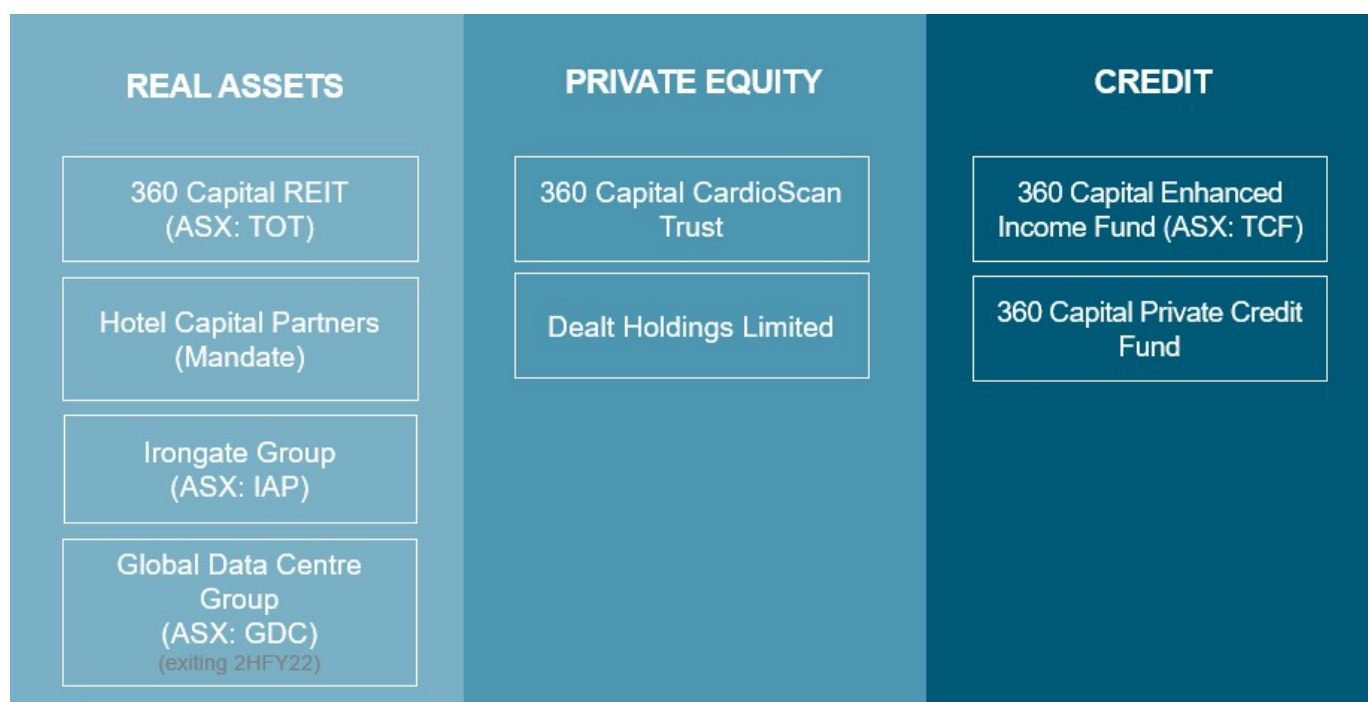 REAL ASSETS
360 Capital REIT
(ASX: TOT)
Hotel Capital Partners
(Mandate)
Irongate Group
(ASX: IAP)
Global Data Centre
Group
(ASX: GDC)
(exiting 2HFY22)
PRIVATE EQUITY
360 Capital CardioScan
Trust
Dealt Holdings Limited
CREDIT
360 Capital Enhanced
Income Fund (ASX: TCF)
360 Capital Private Credit
Fund